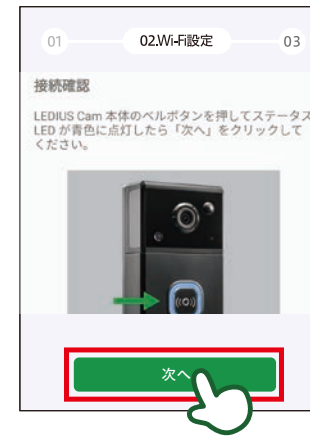 01 02.Wi-Fi設定 03
接続確認
LEDIUS Cam 本体のベルボタンを押してステータス
LED が青色に点灯したら「次へ」をクリックして
ください。
次へ